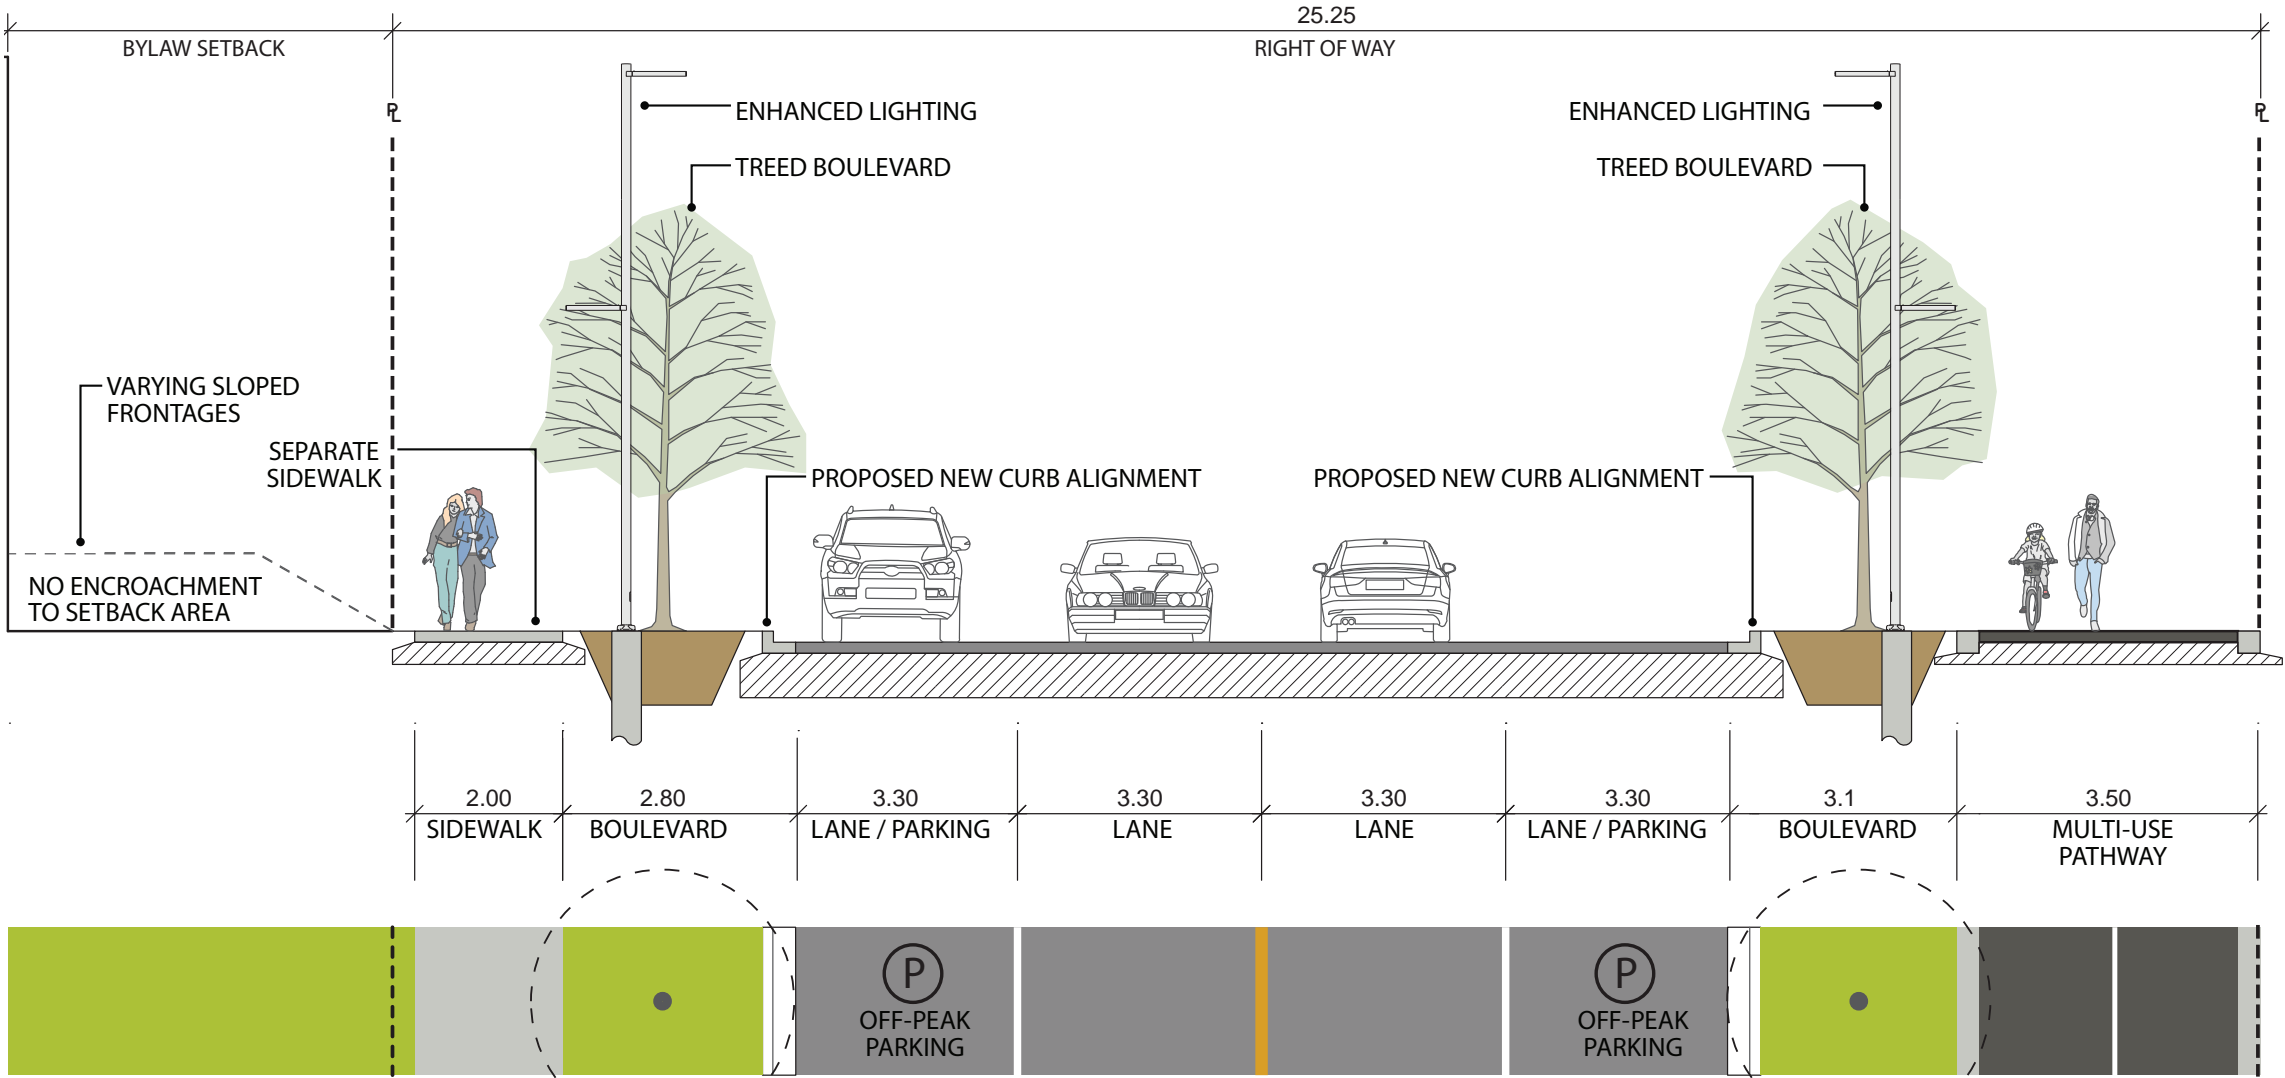 25.25
BYLAW SETBACK
RIGHT OF WAY
PL
PL
ENHANCED LIGHTING
ENHANCED LIGHTING
TREED BOULEVARD
TREED BOULEVARD
VARYING SLOPED
FRONTAGES
SEPARATE
SIDEWALK
PROPOSED NEW CURB ALIGNMENT
PROPOSED NEW CURB ALIGNMENT
NO ENCROACHMENT
TO SETBACK AREA
2.00
SIDEWALK
2.80
BOULEVARD
3.30
LANE / PARKING
3.30
LANE
3.30
LANE
3.30
LANE / PARKING
3.1
BOULEVARD
3.50
MULTI-USE
PATHWAY
P
OFF-PEAK
PARKING
P
OFF-PEAK
PARKING